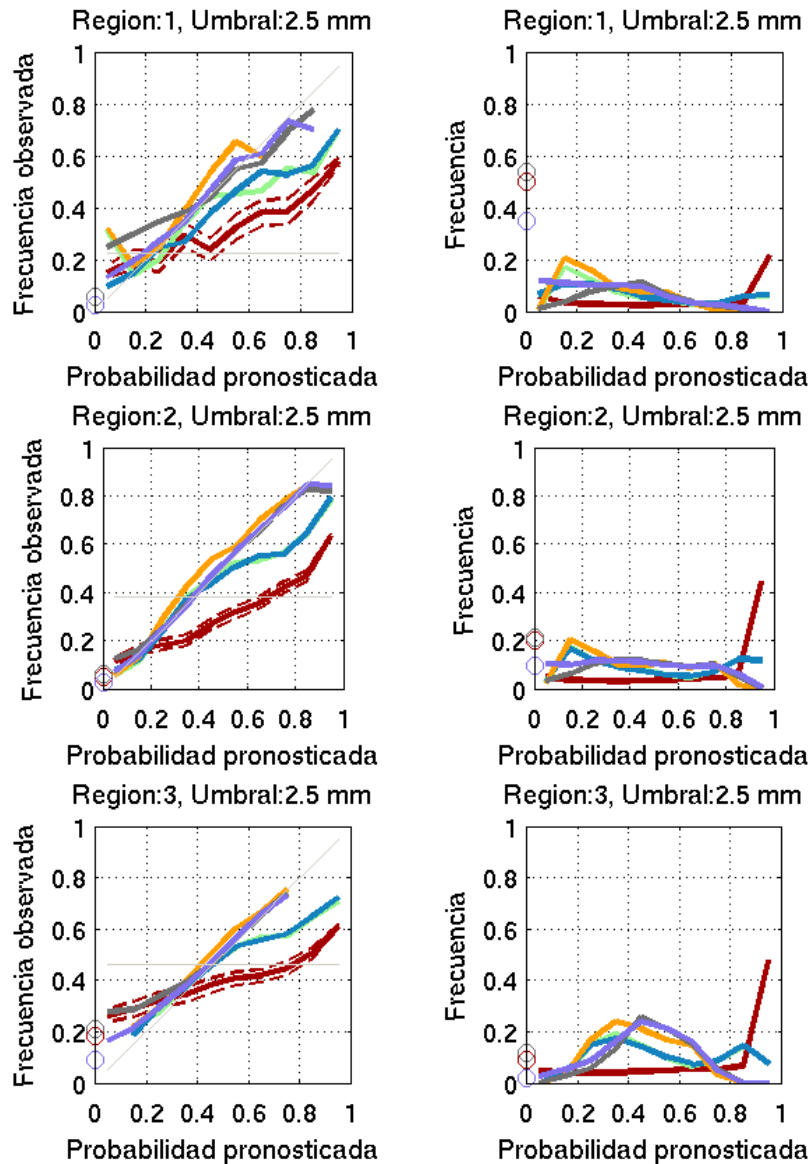 Region:1, Umbral:2.5 mm
Frecuencia observada
1
0.8
0.6
0.4
0.2
0
0 0.2 0.4 0.6 0.8 1
Probabilidad pronosticada
Region:1, Umbral:2.5 mm
Frecuencia
1
0.8
0.6
0.4
0.2
0
0 0.2 0.4 0.6 0.8 1
Probabilidad pronosticada
Region:2, Umbral:2.5 mm
Frecuencia observada
1
0.8
0.6
0.4
0.2
0
0 0.2 0.4 0.6 0.8 1
Probabilidad pronosticada
Region:2, Umbral:2.5 mm
Frecuencia
1
0.8
0.6
0.4
0.2
0
0 0.2 0.4 0.6 0.8 1
Probabilidad pronosticada
Region:3, Umbral:2.5 mm
Frecuencia observada
1
0.8
0.6
0.4
0.2
0
0 0.2 0.4 0.6 0.8 1
Probabilidad pronosticada
Region:3, Umbral:2.5 mm
Frecuencia
1
0.8
0.6
0.4
0.2
0
0 0.2 0.4 0.6 0.8 1
Probabilidad pronosticada